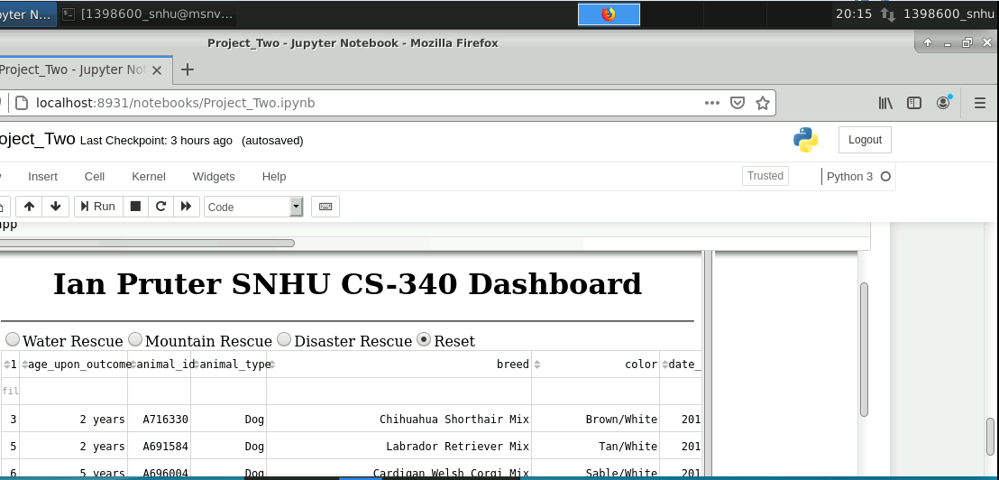 yter N... [1398600_snhu@msnv... 20:15 1398600_snhu
Project_Two - Jupyter Notebook - Mozilla Firefox
Project_Two - Jupyter Not
localhost:8931/notebooks/Project_Two.ipynb
oject_Two Last Checkpoint: 3 hours ago (autosaved) Logout
Insert Cell Kernel Widgets Help Trusted Python 3
Run Code
app
Ian Pruter SNHU CS-340 Dashboard
Water Rescue Mountain Rescue Disaster Rescue Reset
1 age_upon_outcome animal_id animal_type breed color date_
fil
3 2 years A716330 Dog Chihuahua Shorthair Mix Brown/White 201
5 2 years A691584 Dog Labrador Retriever Mix Tan/White 201
6 5 years A696004 Dog Cardigan Welsh Corgi Mix Sable/White 201